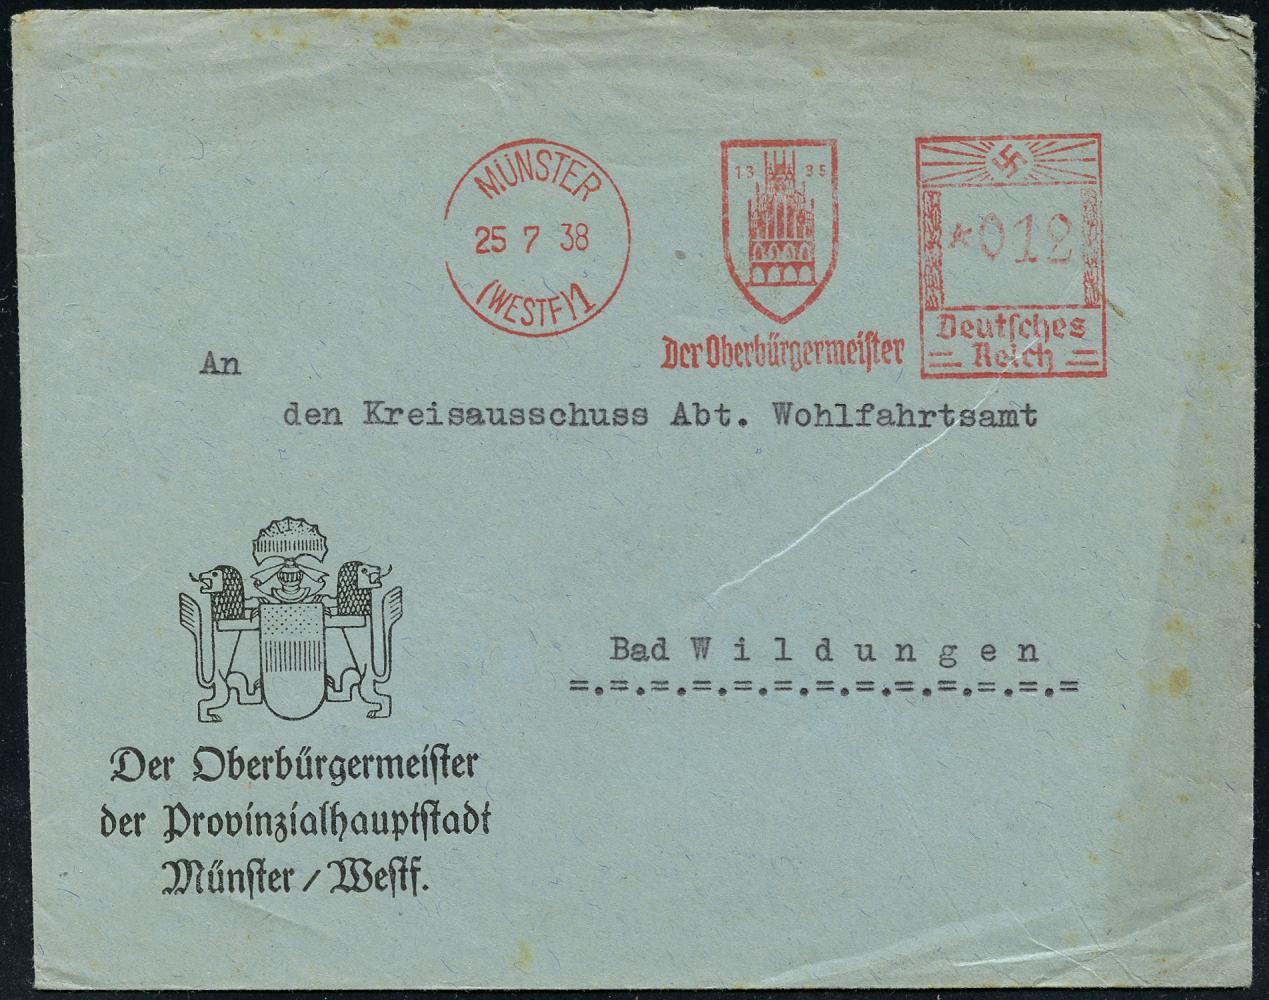 MÜNSTER
25 7 38
(WESTF)1
13 35
Der Oberbürgermeister
*012
Deutsches
Reich
An
den Kreisausschuss Abt. Wohlfahrtsamt
Bad W i l d u n g e n
=.=.=.=.=.=.=.=.=.=.=.=.=
Der Oberbürgermeister
der Provinzialhauptstadt
Münster / Westf.